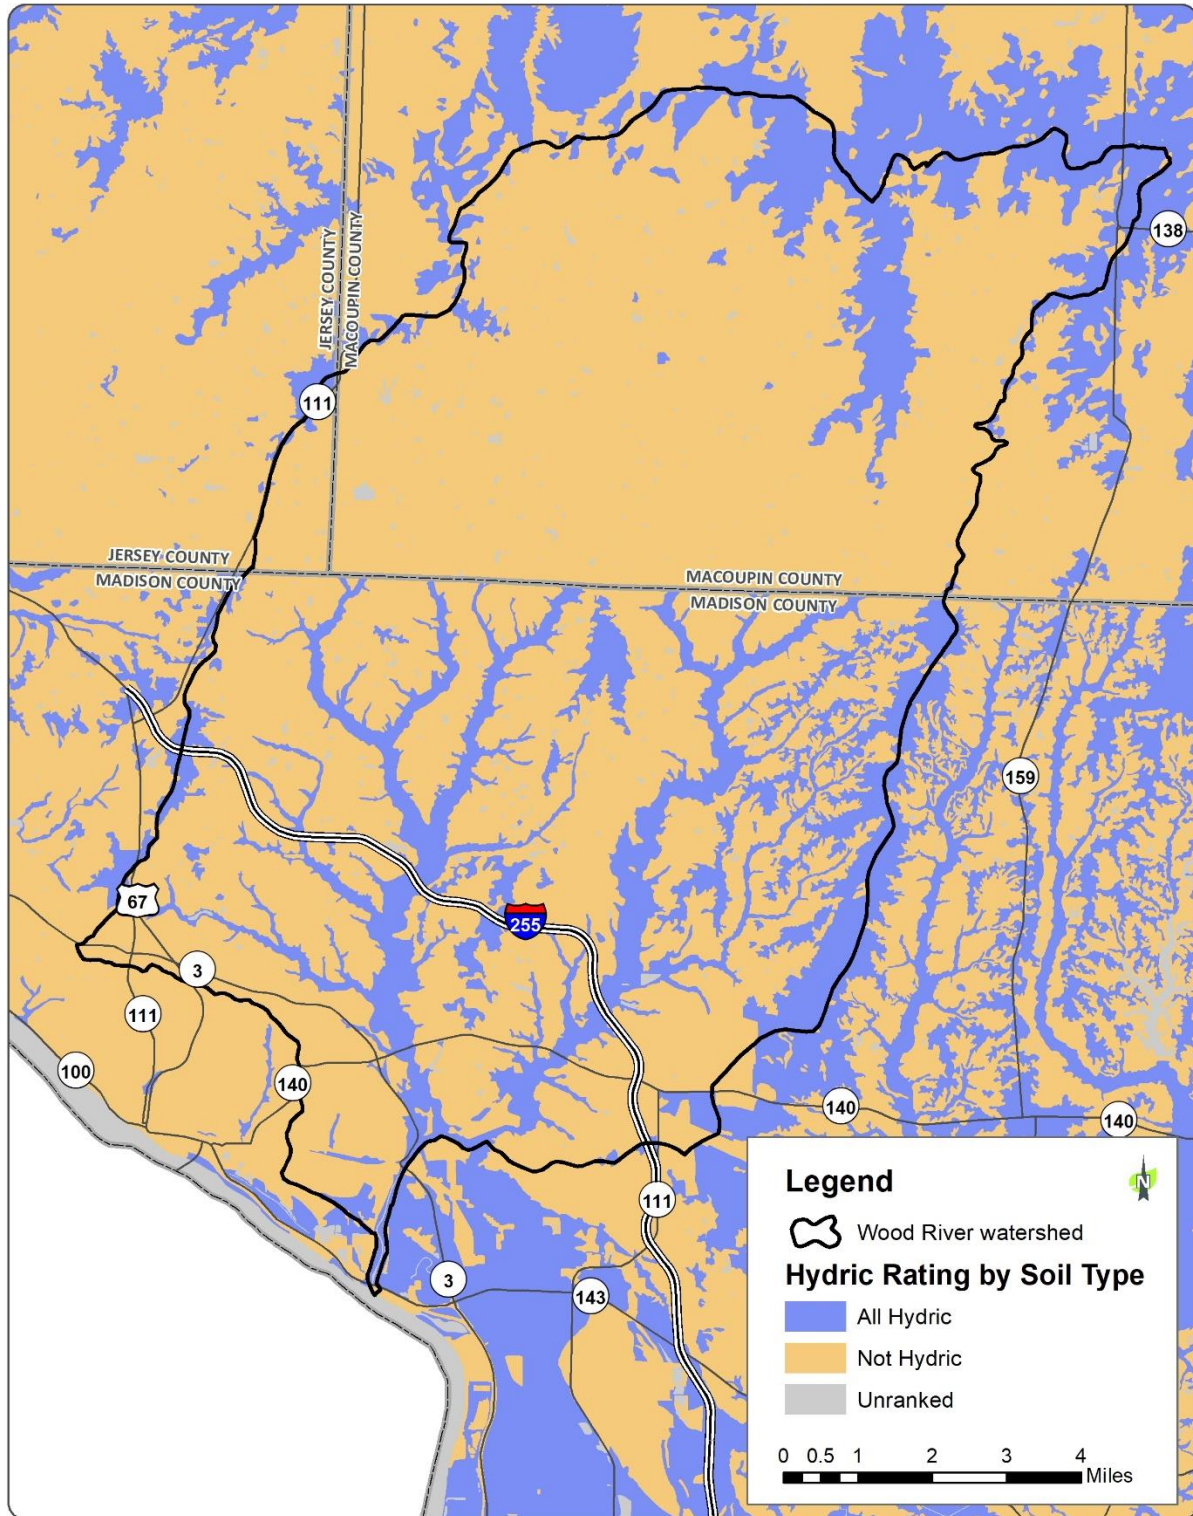 138
JERSEY COUNTY
MACOUPIN COUNTY
111
JERSEY COUNTY
MADISON COUNTY
MACOUPIN COUNTY
MADISON COUNTY
159
67
255
3
111
100
140
140
140
111
3
143
Legend
N
Wood River watershed
Hydric Rating by Soil Type
All Hydric
Not Hydric
Unranked
0 0.5 1 2 3 4
Miles